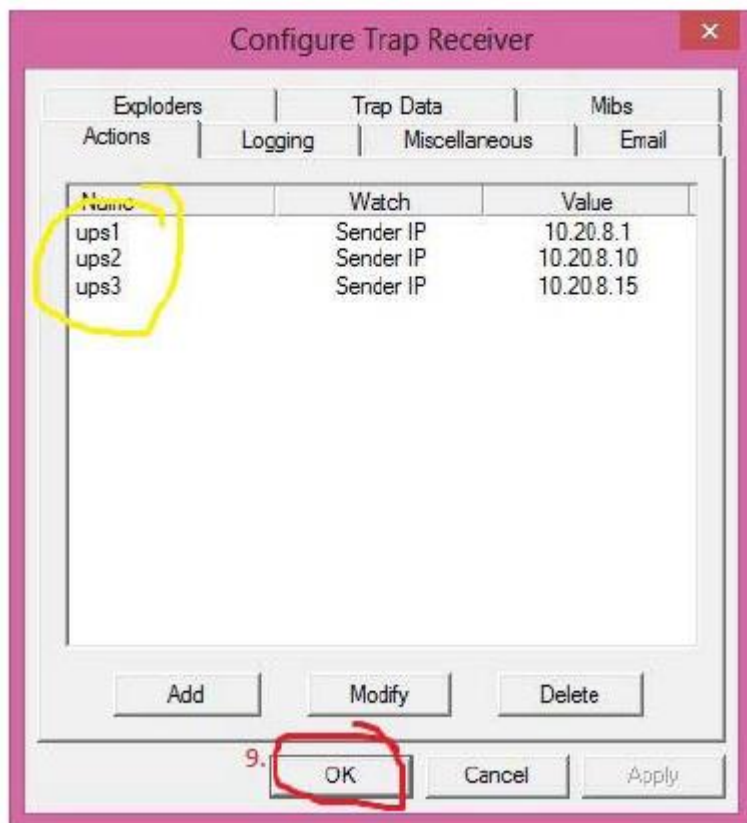 Configure Trap Receiver
Exploders Trap Data Mibs
Actions Logging Miscellaneous Email
Name Watch Value
ups1 Sender IP 10.20.8.1
ups2 Sender IP 10.20.8.10
ups3 Sender IP 10.20.8.15
Add Modify Delete
9. OK Cancel Apply